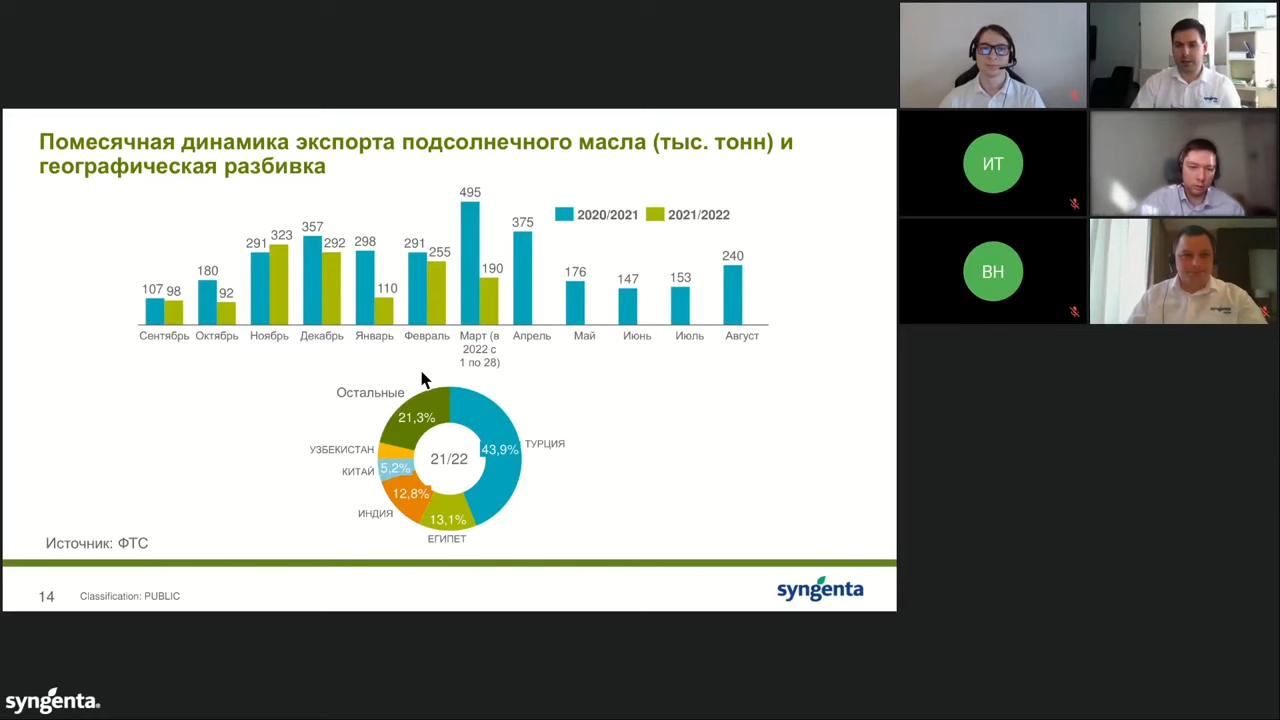 Помесячная динамика экспорта подсолнечного масла (тыс. тонн) и
географическая разбивка
495
375
2020/2021
2021/2022
357
291
323
292
298
291
255
240
180
190
176
147
153
107
98
92
110
Сентябрь
Октябрь
Ноябрь
Декабрь
Январь
Февраль
Март (в
2022 с
1 по 28)
Апрель
Май
Июнь
Июль
Август
Остальные
21,3%
УЗБЕКИСТАН
43,9%
ТУРЦИЯ
21/22
КИТАЙ
5,2%
12,8%
ИНДИЯ
13,1%
ЕГИПЕТ
Источник: ФТС
14
Classification: PUBLIC
syngenta
syngenta
ИТ
ВН